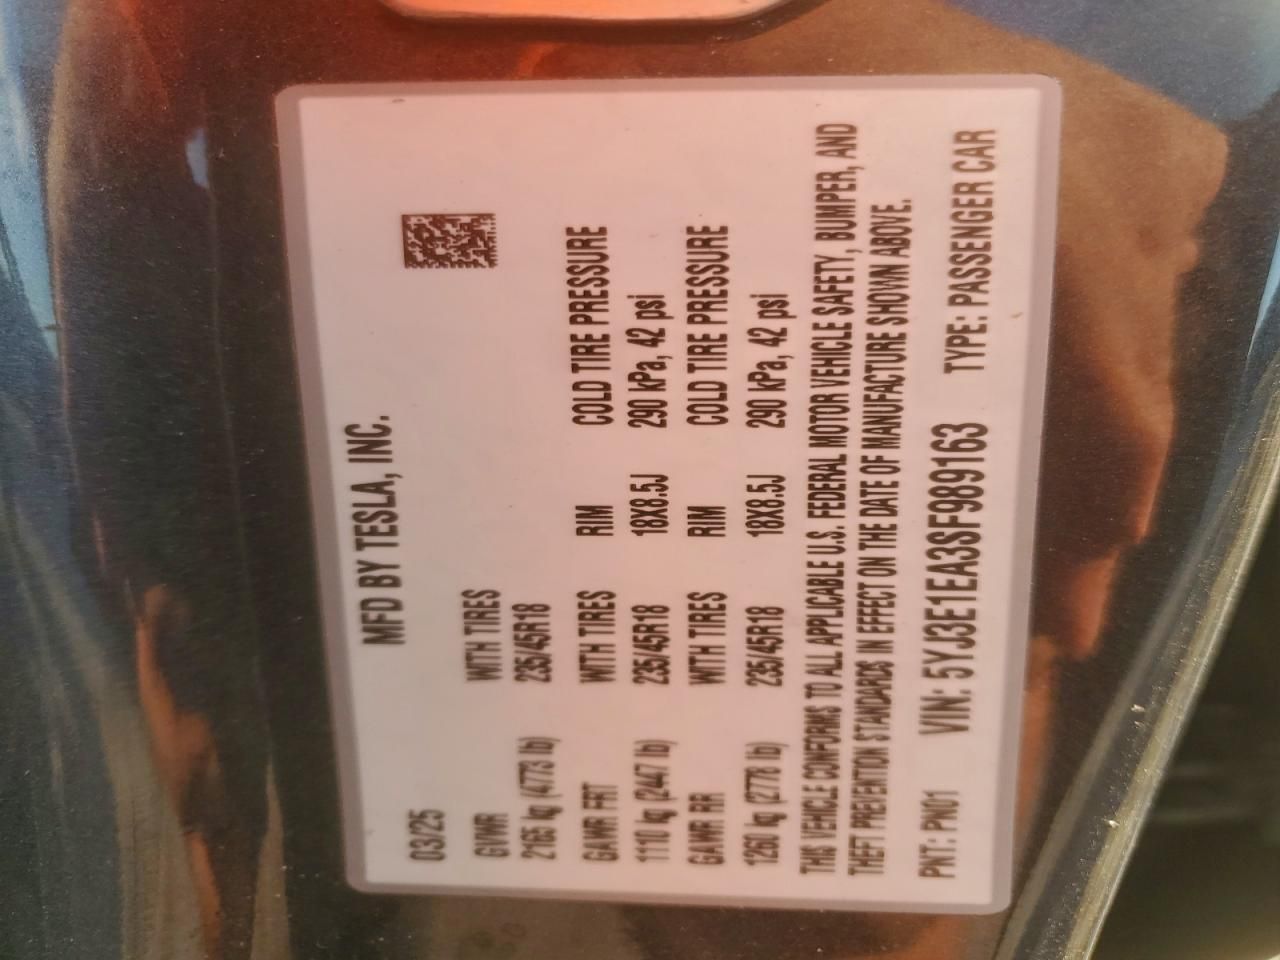 MFD BY TESLA, INC.
03/25
GVWR WITH TIRES
2165 kg (4773 lb) 235/45R18
GAWR FRT WITH TIRES RIM COLD TIRE PRESSURE
1110 kg (2447 lb) 235/45R18 18X8.5J 290 kPa, 42 psi
GAWR RR WITH TIRES RIM COLD TIRE PRESSURE
1260 kg (2778 lb) 235/45R18 18X8.5J 290 kPa, 42 psi
THIS VEHICLE CONFORMS TO ALL APPLICABLE U.S. FEDERAL MOTOR VEHICLE SAFETY, BUMPER, AND
THEFT PREVENTION STANDARDS IN EFFECT ON THE DATE OF MANUFACTURE SHOWN ABOVE.
PNT: PN01 VIN: 5YJ3E1EA3SF989163 TYPE: PASSENGER CAR